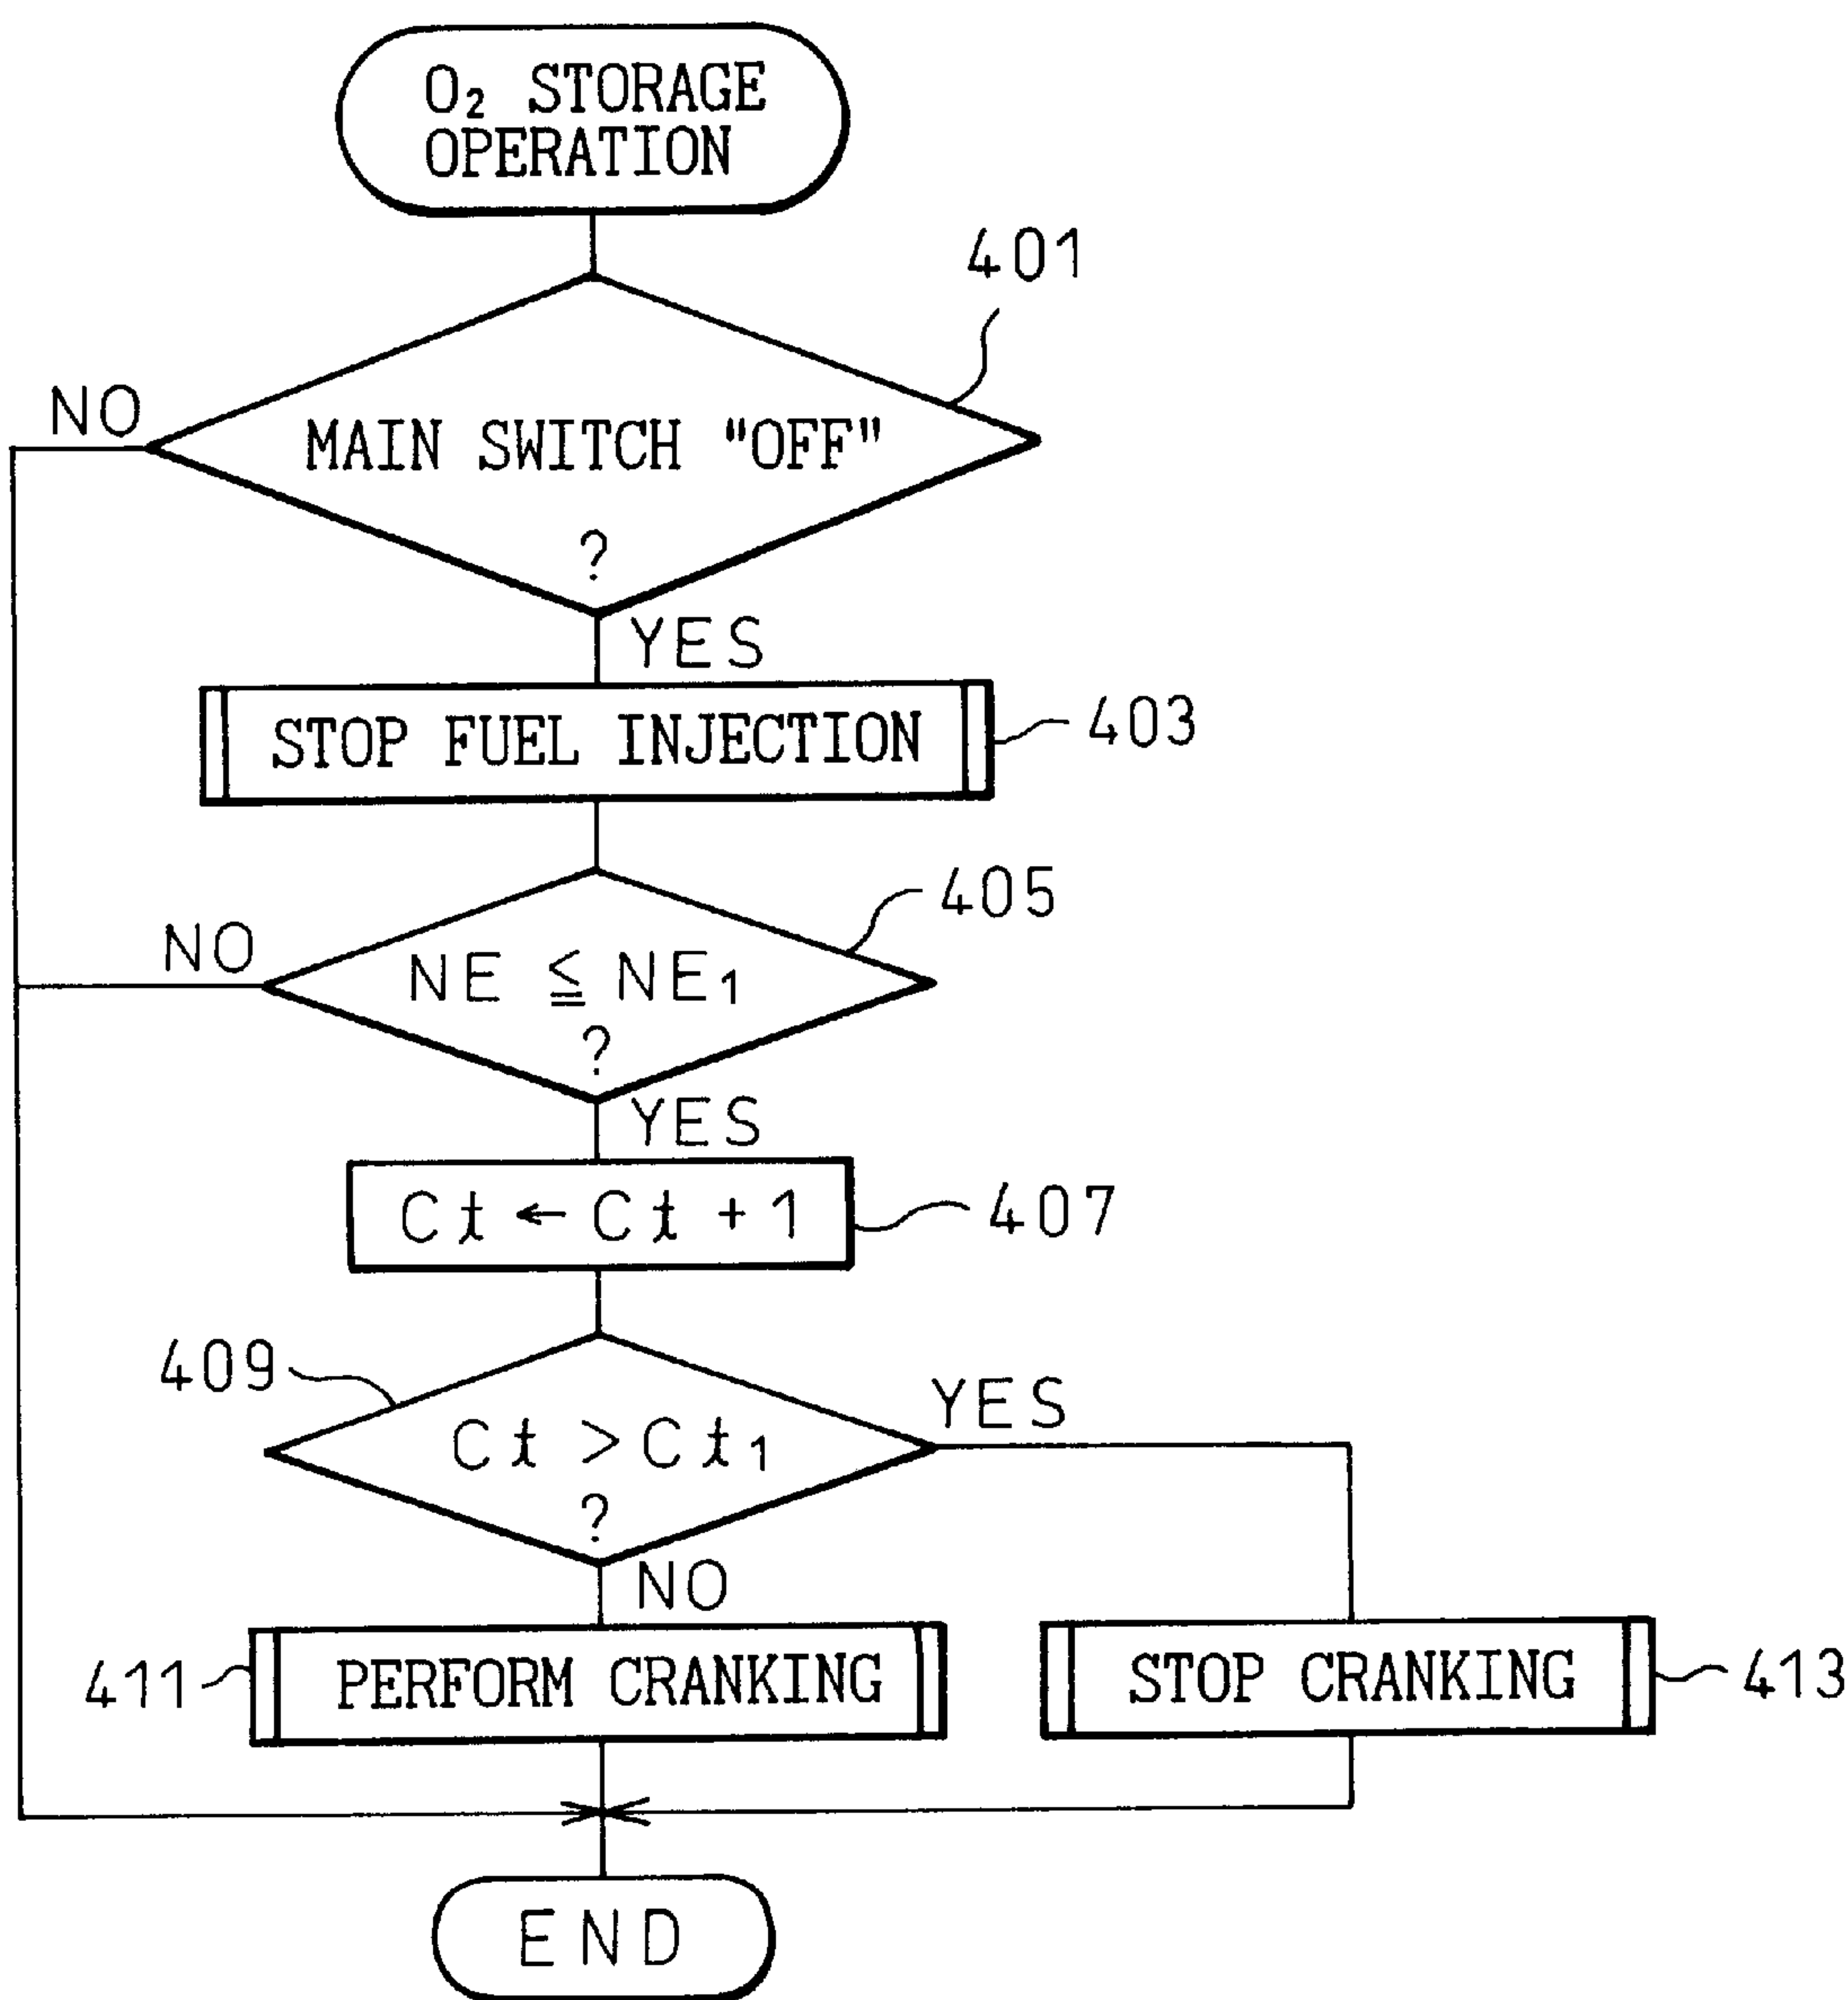 O₂ STORAGE
OPERATION
401
NO
MAIN SWITCH "OFF"
?
YES
STOP FUEL INJECTION
403
405
NO
NE ≦ NE₁
?
YES
Ct ← Ct + 1
407
409
YES
Ct > Ct₁
?
NO
411
PERFORM CRANKING
STOP CRANKING
413
END